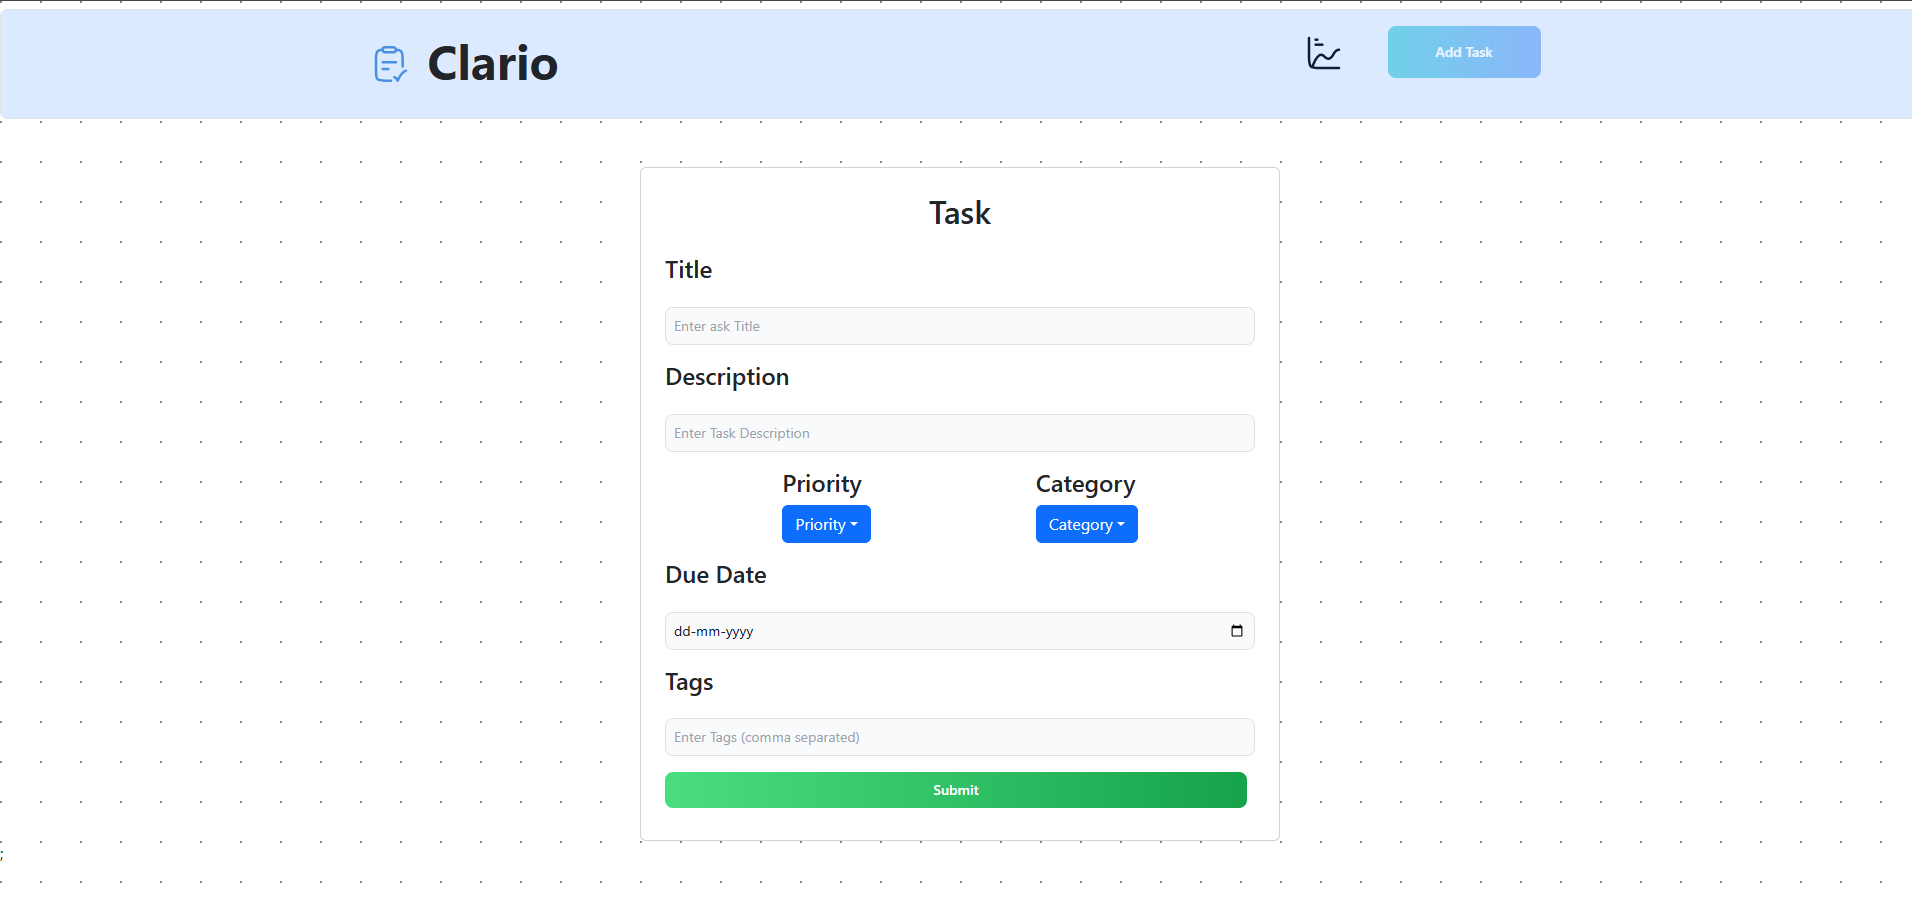 Clario
Add Task
Task
Title
Enter ask Title
Description
Enter Task Description
Priority Category
Priority Category
Due Date
dd-mm-yyyy
Tags
Enter Tags (comma separated)
Submit
;